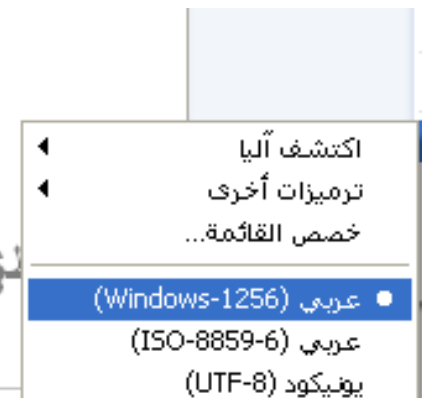 اكتشف آليا
ترميزات أخرى
خصص القائمة...
عربي (Windows-1256)
عربي (ISO-8859-6)
يونيكود (UTF-8)